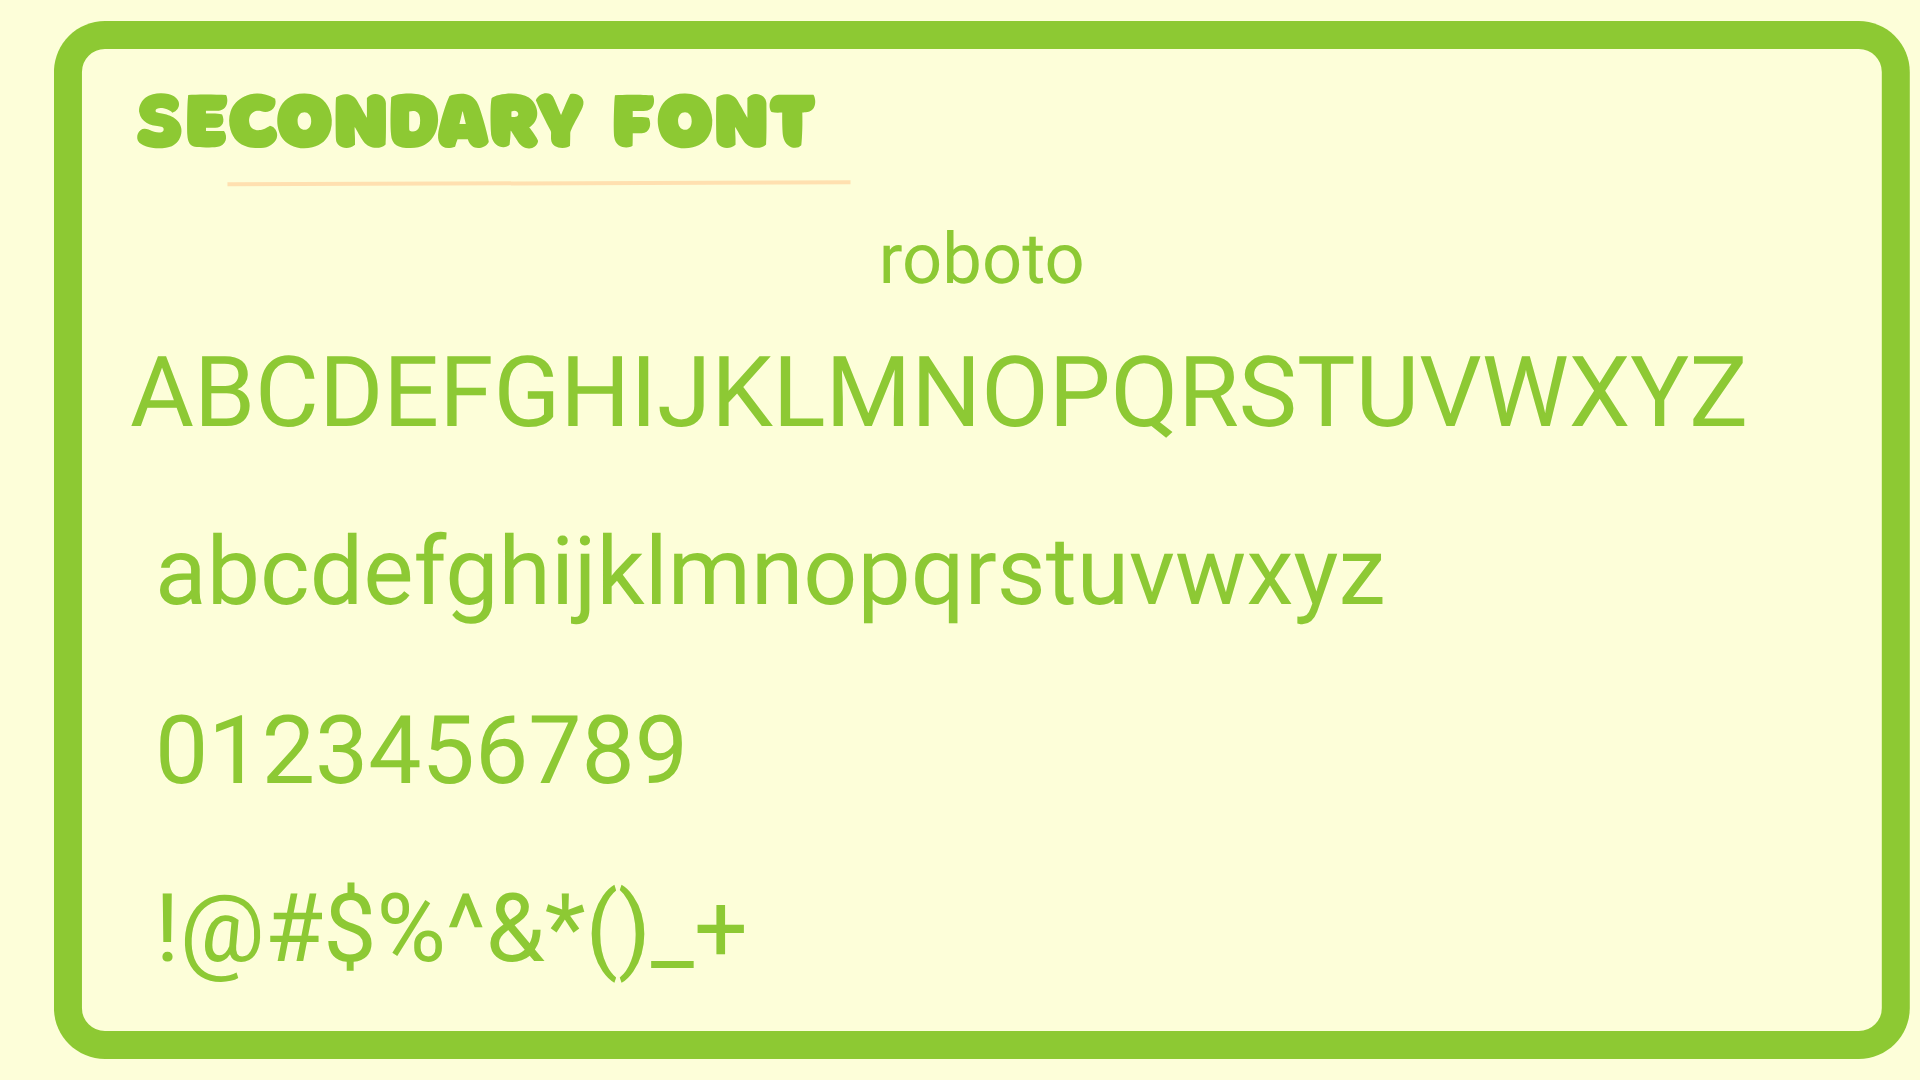 SECONDARY FONT
roboto
ABCDEFGHIJKLMNOPQRSTUVWXYZ
abcdefghijklmnopqrstuvwxyz
0123456789
!@#$%^&*()_+